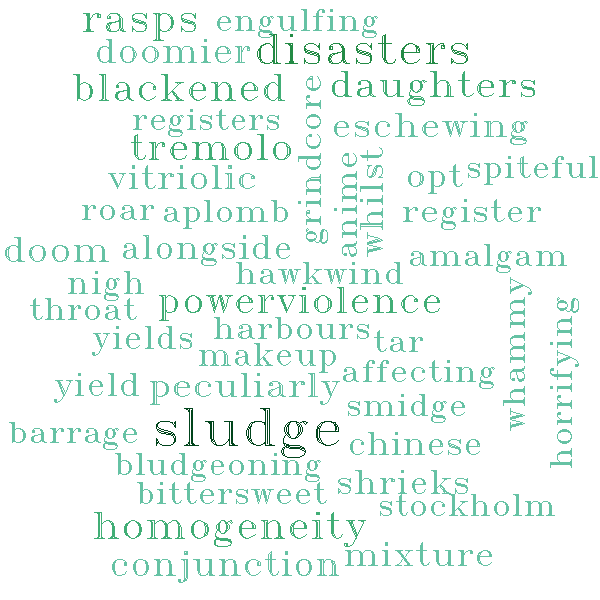 rasps engulfing
doomier disasters
blackened daughters
registers grindcore eschewing
tremolo anime whilst
vitriolic opt spiteful
roar aplomb register
doom alongside amalgam
nigh hawkwind
throat powerviolence whammy horrifying
yields harbours tar
makeup affecting
yield peculiarly smidge
barrage sludge chinese
bludgeoning shrieks
bittersweet stockholm
homogeneity
conjunction mixture